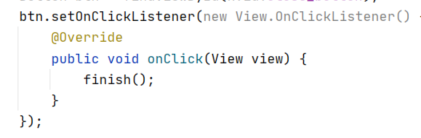 btn.setOnClickListener(new View.OnClickListener()
@Override
public void onClick(View view) {
finish();
}
});